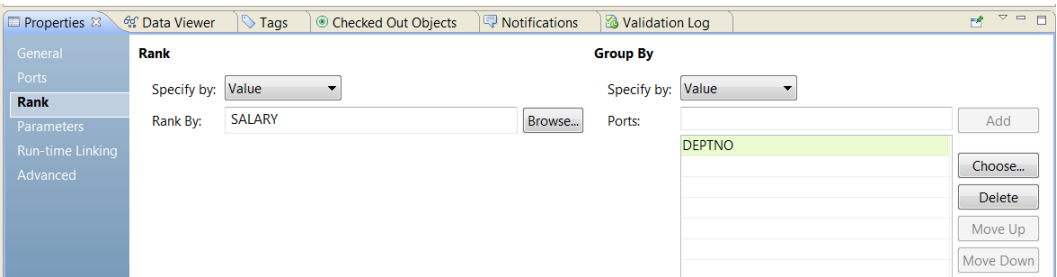 Properties Data Viewer Tags Checked Out Objects Notifications Validation Log
General
Ports
Rank
Parameters
Run-time Linking
Advanced
Rank
Specify by: Value
Rank By: SALARY Browse...
Group By
Specify by: Value
Ports: Add
DEPTNO
Choose...
Delete
Move Up
Move Down